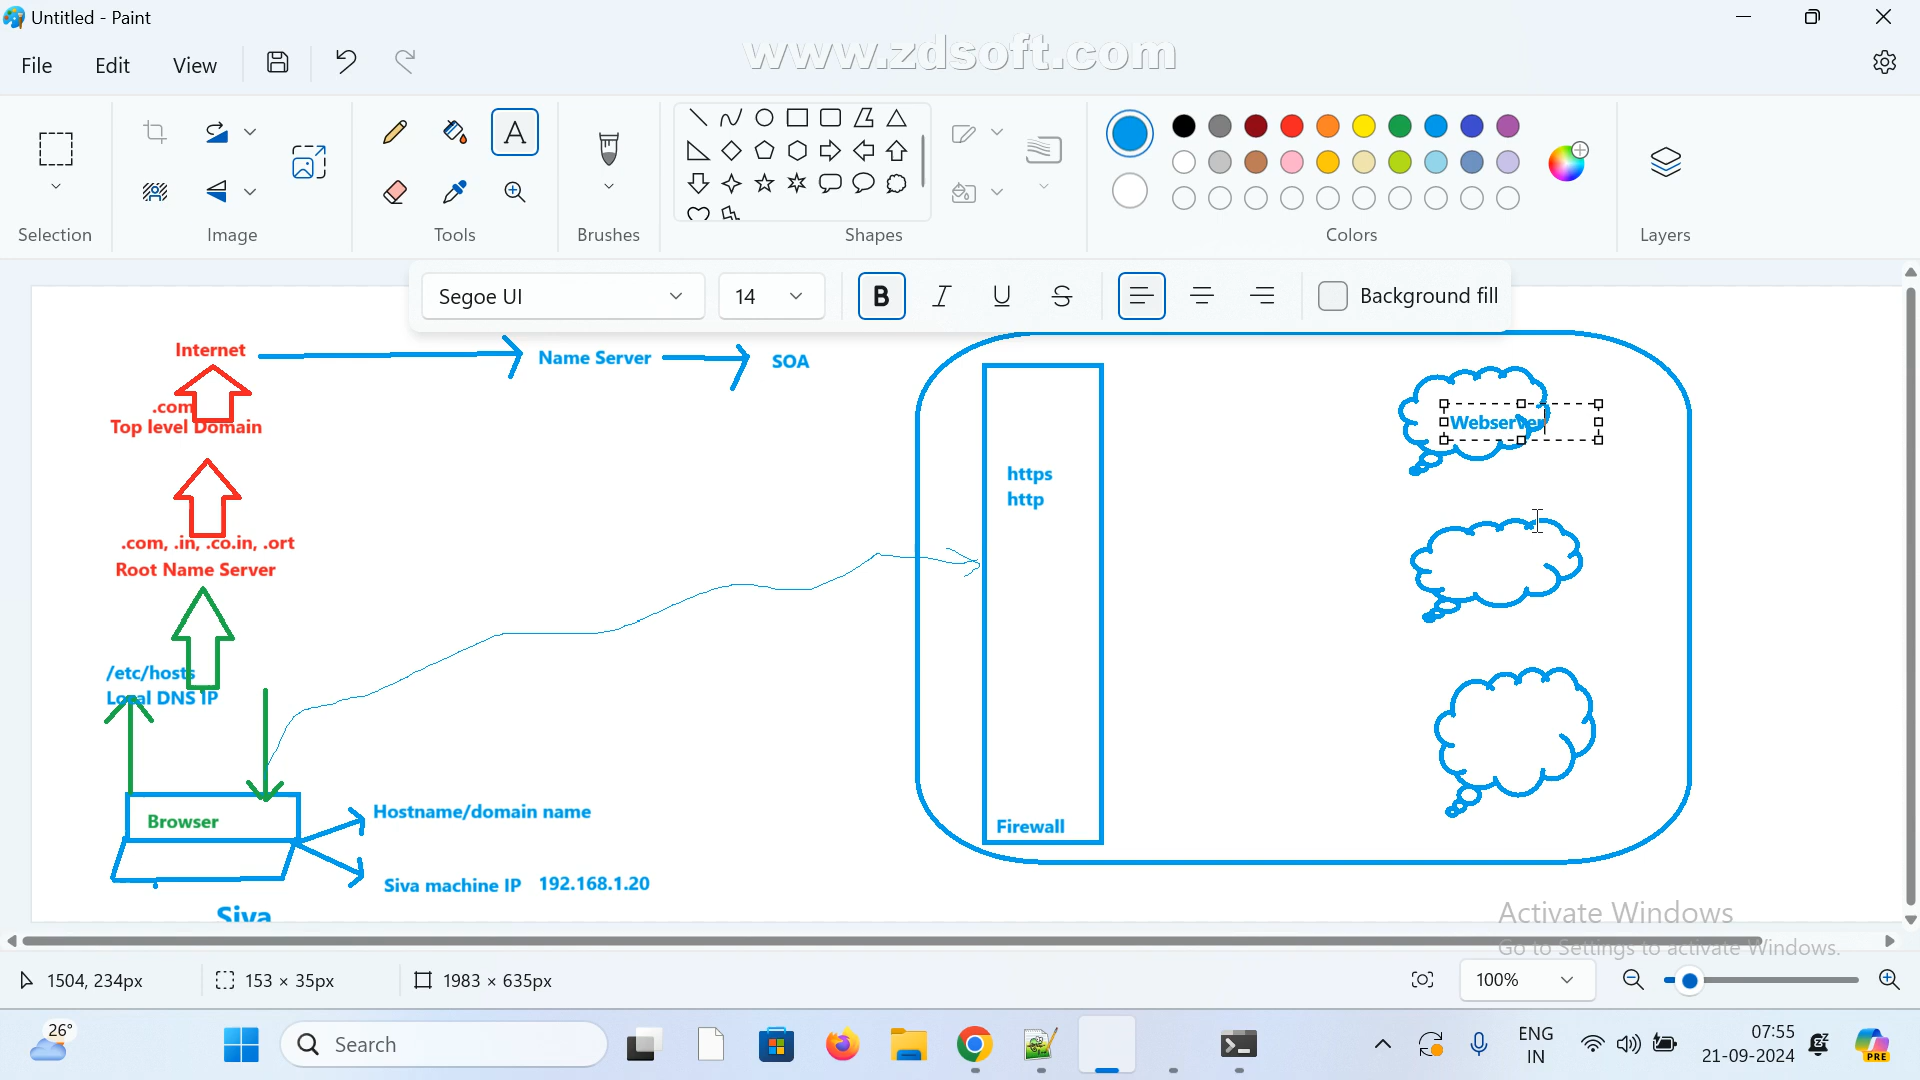 Untitled - Paint
www.zdsoft.com
File
Edit
View
Selection
Image
Tools
Brushes
Shapes
Colors
Layers
Segoe UI
14
B
I
U
S
Background fill
Internet
Name Server
SOA
.com
Top level Domain
Webserver
https
http
.com, .in, .co.in, .ort
Root Name Server
/etc/hosts
Local DNS IP
Browser
Hostname/domain name
Firewall
Siva machine IP
192.168.1.20
Siva
Activate Windows
Go to Settings to activate Windows.
1504, 234px
153 × 35px
1983 × 635px
100%
26°
Search
ENG
IN
07:55
21-09-2024
PRE